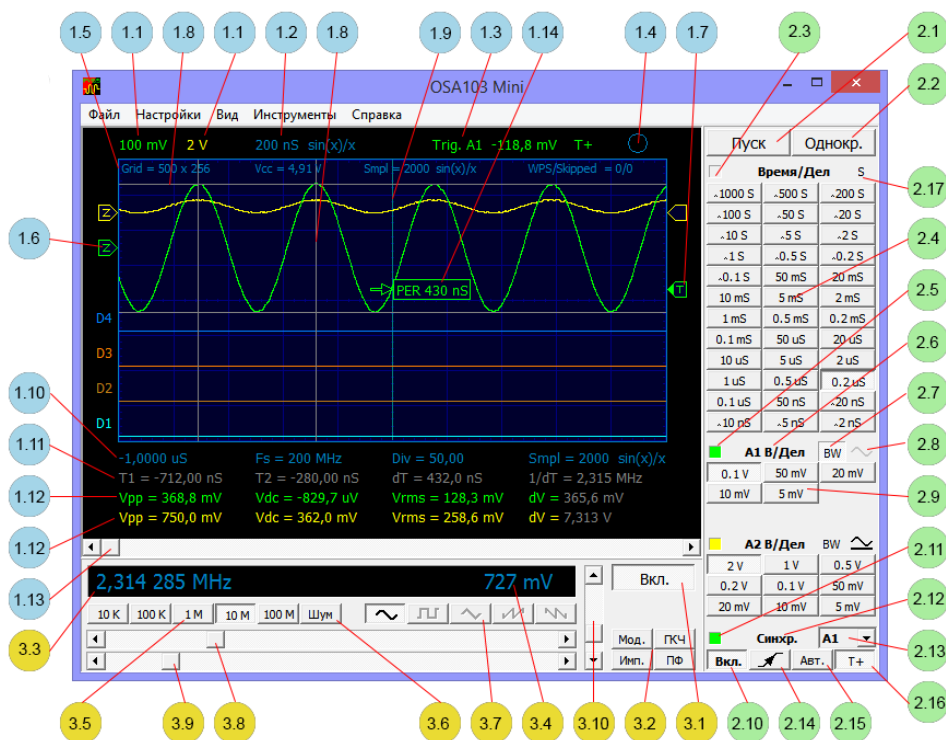 1.5 1.1 1.8 1.1 1.2 1.8 1.9 1.3 1.14 1.4 1.7 2.3 2.1
2.2
OSA103 Mini
Файл Настройки Вид Инструменты Справка
100 mV 2 V 200 nS sin(x)/x Trig. A1 -118,8 mV T+
Grid = 500 x 256 Vcc = 4,91 V Smpl = 2000 sin(x)/x WPS/Skipped = 0/0
Z
Z
PER 430 nS
T
D4
D3
D2
D1
-1,0000 uS Fs = 200 MHz Div = 50,00 Smpl = 2000 sin(x)/x
T1 = -712,00 nS T2 = -280,00 nS dT = 432,0 nS 1/dT = 2,315 MHz
Vpp = 368,8 mV Vdc = -829,7 uV Vrms = 128,3 mV dV = 365,6 mV
Vpp = 750,0 mV Vdc = 362,0 mV Vrms = 258,6 mV dV = 7,313 V
2,314 285 MHz 727 mV
10 K 100 K 1 M 10 M 100 M Шум
Вкл.
Мод. ГКЧ
Имп. ПФ
Пуск Однокр.
Время/Дел S
-1000 S -500 S -200 S
-100 S -50 S -20 S
-10 S -5 S -2 S
-1 S -0.5 S -0.2 S
-0.1 S 50 mS 20 mS
10 mS 5 mS 2 mS
1 mS 0.5 mS 0.2 mS
0.1 mS 50 uS 20 uS
10 uS 5 uS 2 uS
1 uS 0.5 uS 0.2 uS
0.1 uS 50 nS -20 nS
-10 nS -5 nS -2 nS
A1 В/Дел BW
0.1 V 50 mV 20 mV
10 mV 5 mV
A2 В/Дел BW
2 V 1 V 0.5 V
0.2 V 0.1 V 50 mV
20 mV 10 mV 5 mV
Синхр. A1
Вкл. Авт. T+
1.6
1.10
1.11
1.12
1.12
1.13
3.3
2.17
2.4
2.5
2.6
2.7
2.8
2.9
2.11
2.12
2.13
3.5 3.9 3.8 3.6 3.7 3.4 3.10 3.2 3.1 2.10 2.14 2.15 2.16